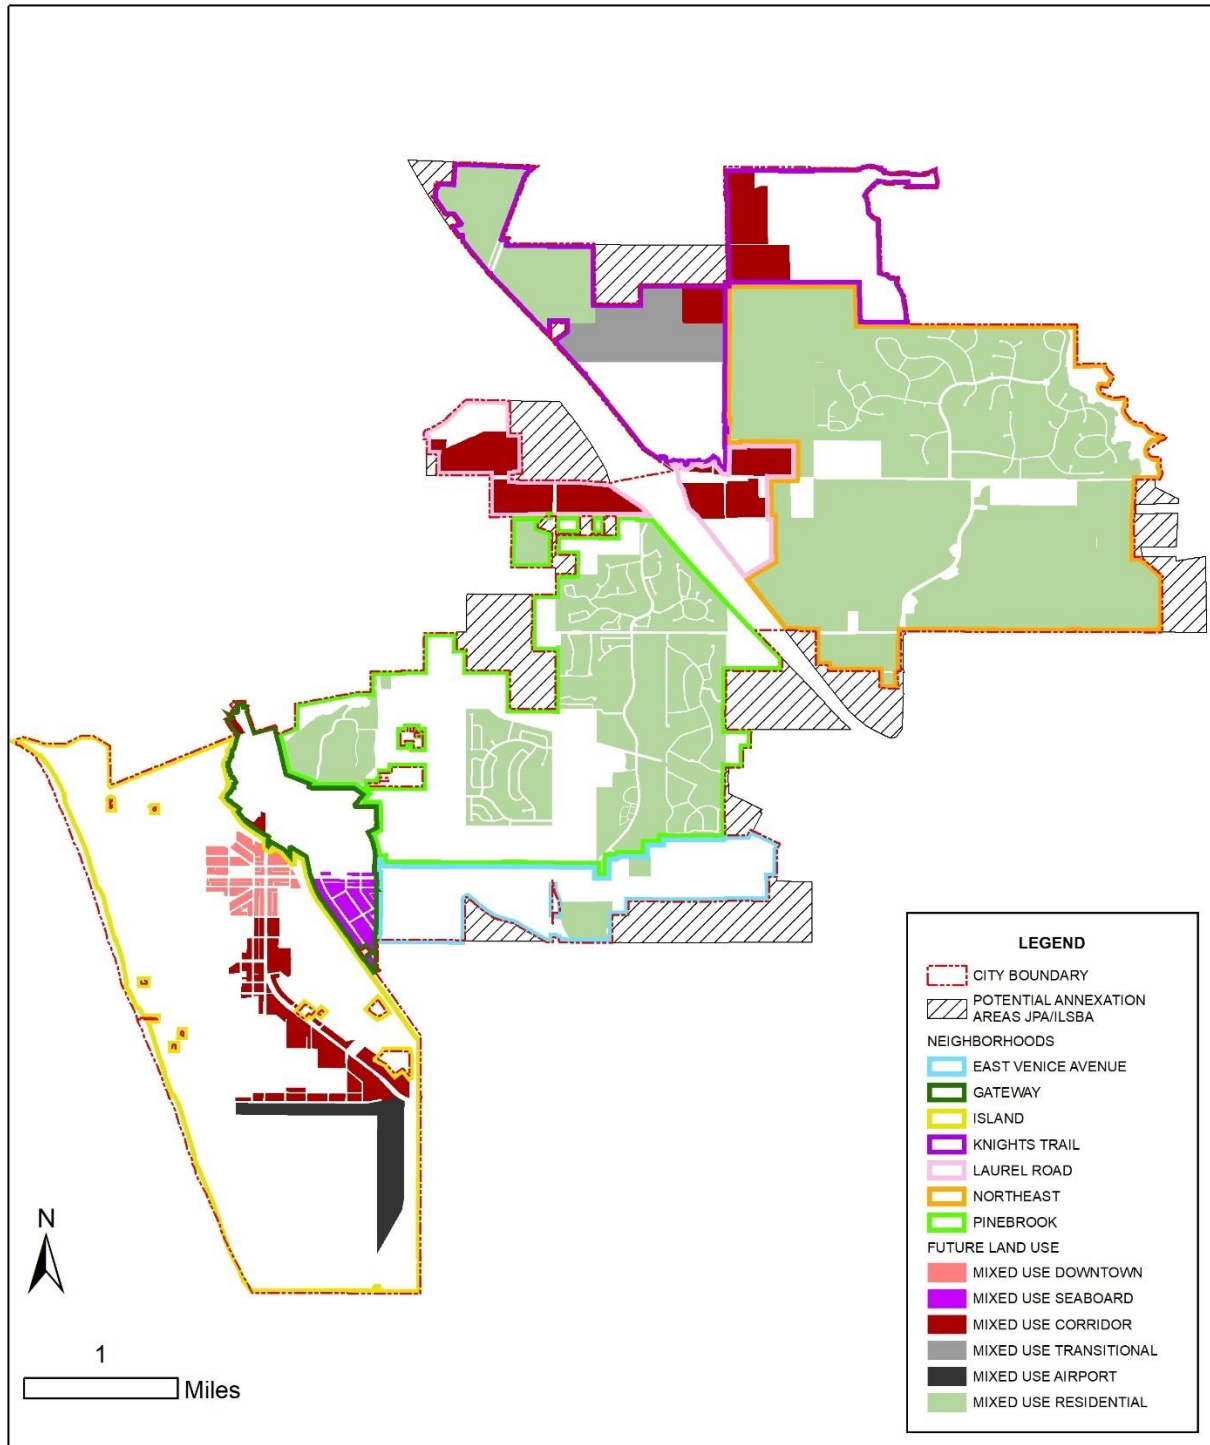 LEGEND
CITY BOUNDARY
POTENTIAL ANNEXATION
AREAS JPA/ILSBA
NEIGHBORHOODS
EAST VENICE AVENUE
GATEWAY
ISLAND
KNIGHTS TRAIL
LAUREL ROAD
NORTHEAST
PINEBROOK
FUTURE LAND USE
MIXED USE DOWNTOWN
MIXED USE SEABOARD
MIXED USE CORRIDOR
MIXED USE TRANSITIONAL
MIXED USE AIRPORT
MIXED USE RESIDENTIAL
N
1
Miles